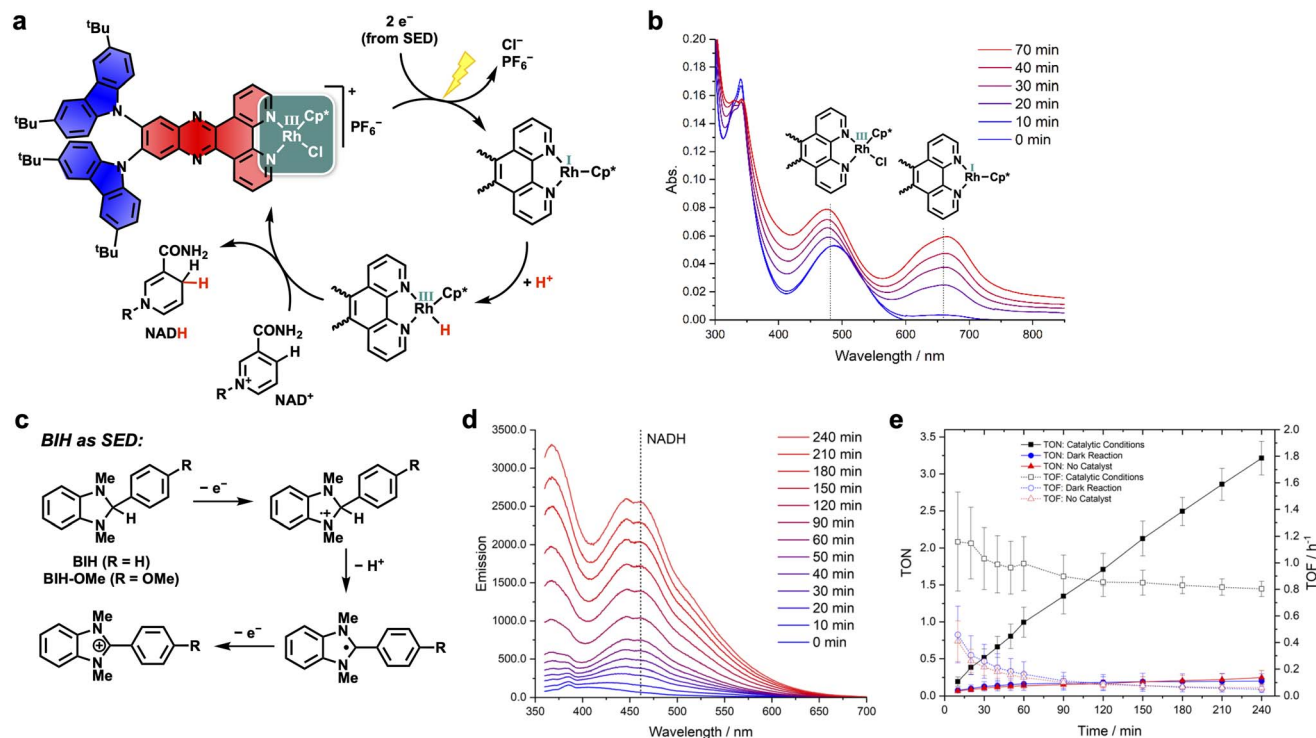 a
2 e⁻
(from SED)
Cl⁻
PF₆⁻
ᵗBu
ᵗBu
ᵗBu
ᵗBu
N
N
N
N
N
N
III
Rh
Cp*
Cl
+
PF₆⁻
N
N
I
Rh
Cp*
+ H⁺
N
N
III
Rh
Cp*
H
CONH₂
H
H
N
R
NADH
CONH₂
H
N⁺
R
NAD⁺
b
Abs.
0.20
0.18
0.16
0.14
0.12
0.10
0.08
0.06
0.04
0.02
0.00
300
400
500
600
700
800
Wavelength / nm
70 min
40 min
30 min
20 min
10 min
0 min
N
N
III
Rh
Cp*
Cl
N
N
I
Rh
Cp*
c
BIH as SED:
Me
N
H
N
Me
R
BIH (R = H)
BIH-OMe (R = OMe)
– e⁻
Me
N
H
N
·+
Me
R
– H⁺
Me
N
N
Me
R
– e⁻
Me
N
+
N
Me
R
d
Emission
3500.0
3000.0
2500.0
2000.0
1500.0
1000.0
500.0
0.0
350
400
450
500
550
600
650
700
Wavelength / nm
NADH
240 min
210 min
180 min
150 min
120 min
90 min
60 min
50 min
40 min
30 min
20 min
10 min
0 min
e
TON
3.5
3.0
2.5
2.0
1.5
1.0
0.5
0.0
TON: Catalytic Conditions
TON: Dark Reaction
TON: No Catalyst
TOF: Catalytic Conditions
TOF: Dark Reaction
TOF: No Catalyst
2.0
1.8
1.6
1.4
1.2
1.0
0.8
0.6
0.4
0.2
0.0
TOF / h⁻¹
0
30
60
90
120
150
180
210
240
Time / min